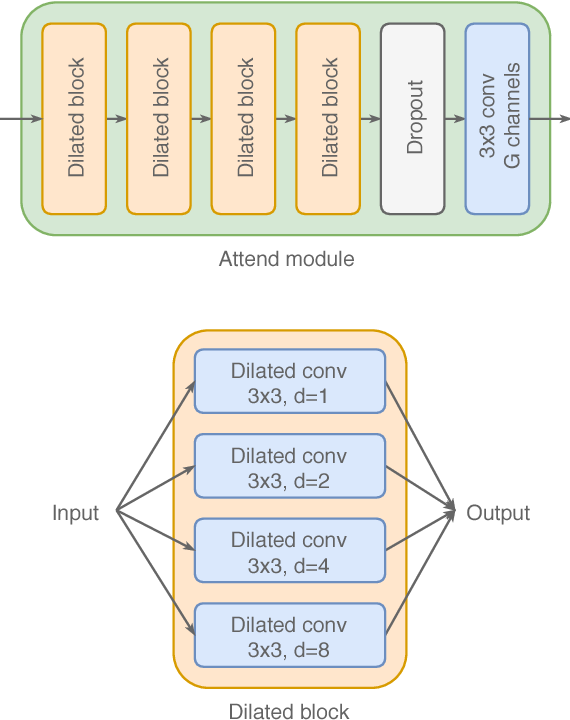 Dilated block
Dilated block
Dilated block
Dilated block
Dropout
3x3 conv
G channels
Attend module
Dilated conv
3x3, d=1
Dilated conv
3x3, d=2
Input
Output
Dilated conv
3x3, d=4
Dilated conv
3x3, d=8
Dilated block